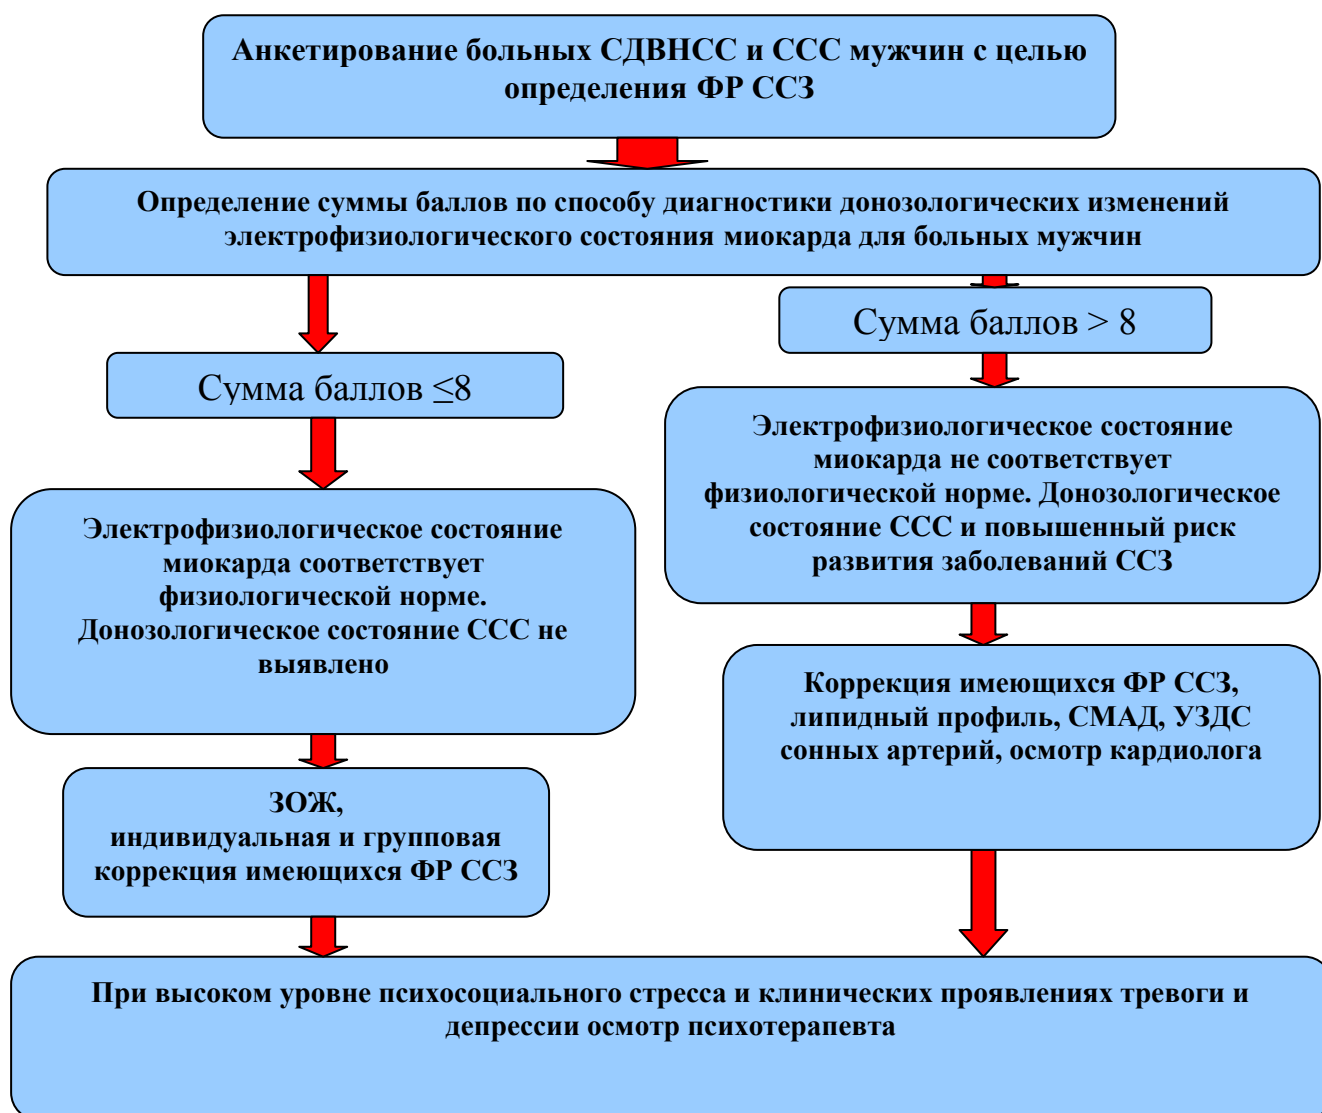 Анкетирование больных СДВНСС и ССС мужчин с целью
определения ФР ССЗ
Определение суммы баллов по способу диагностики донозологических изменений
электрофизиологического состояния миокарда для больных мужчин
Сумма баллов > 8
Сумма баллов ≤8
Электрофизиологическое состояние
миокарда не соответствует
физиологической норме. Донозологическое
состояние ССС и повышенный риск
развития заболеваний ССЗ
Электрофизиологическое состояние
миокарда соответствует
физиологической норме.
Донозологическое состояние ССС не
выявлено
Коррекция имеющихся ФР ССЗ,
липидный профиль, СМАД, УЗДС
сонных артерий, осмотр кардиолога
ЗОЖ,
индивидуальная и групповая
коррекция имеющихся ФР ССЗ
При высоком уровне психосоциального стресса и клинических проявлениях тревоги и
депрессии осмотр психотерапевта